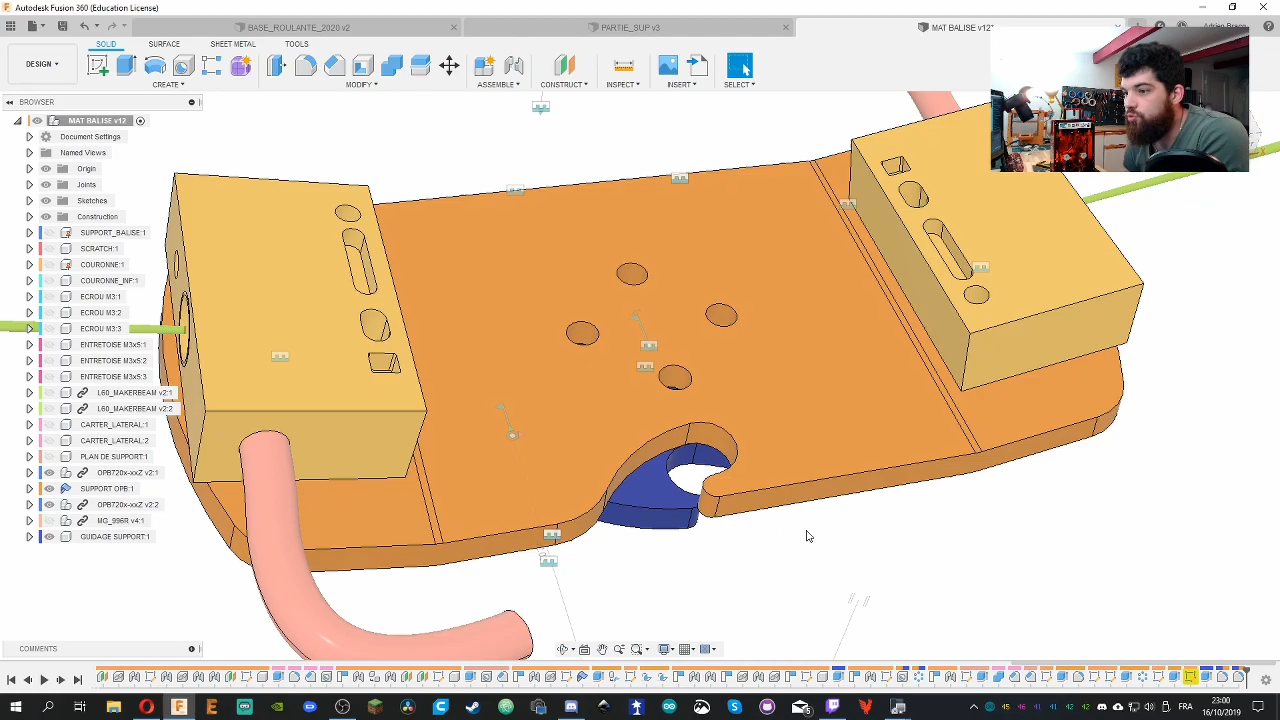 Autodesk Fusion 360 (Education License)
BASE_ROULANTE_2020 v2
PARTIE_SUP v3
MAT BALISE v12*
SOLID SURFACE SHEET METAL TOOLS
DESIGN
CREATE MODIFY ASSEMBLE CONSTRUCT INSPECT INSERT SELECT
BROWSER
MAT BALISE v12
Document Settings
Named Views
Origin
Joints
Sketches
Construction
SUPPORT_BALISE:1
SCRATCH:1
COURONNE:1
COURONNE_INF:1
ECROU M3:1
ECROU M3:2
ECROU M3:3
ENTRETOISE M3x5:1
ENTRETOISE M3x5:2
ENTRETOISE M3x5:3
L60_MAKERBEAM v2:1
L60_MAKERBEAM v2:2
CARTER_LATERAL:1
CARTER_LATERAL:2
PLAN DE SUPPORT:1
OPB720x-xxZ v2:1
SUPPORT OPB:1
OPB720x-xxZ v2:2
MG_996R v4:1
GUIDAGE SUPPORT:1
COMMENTS
23:00
16/10/2019